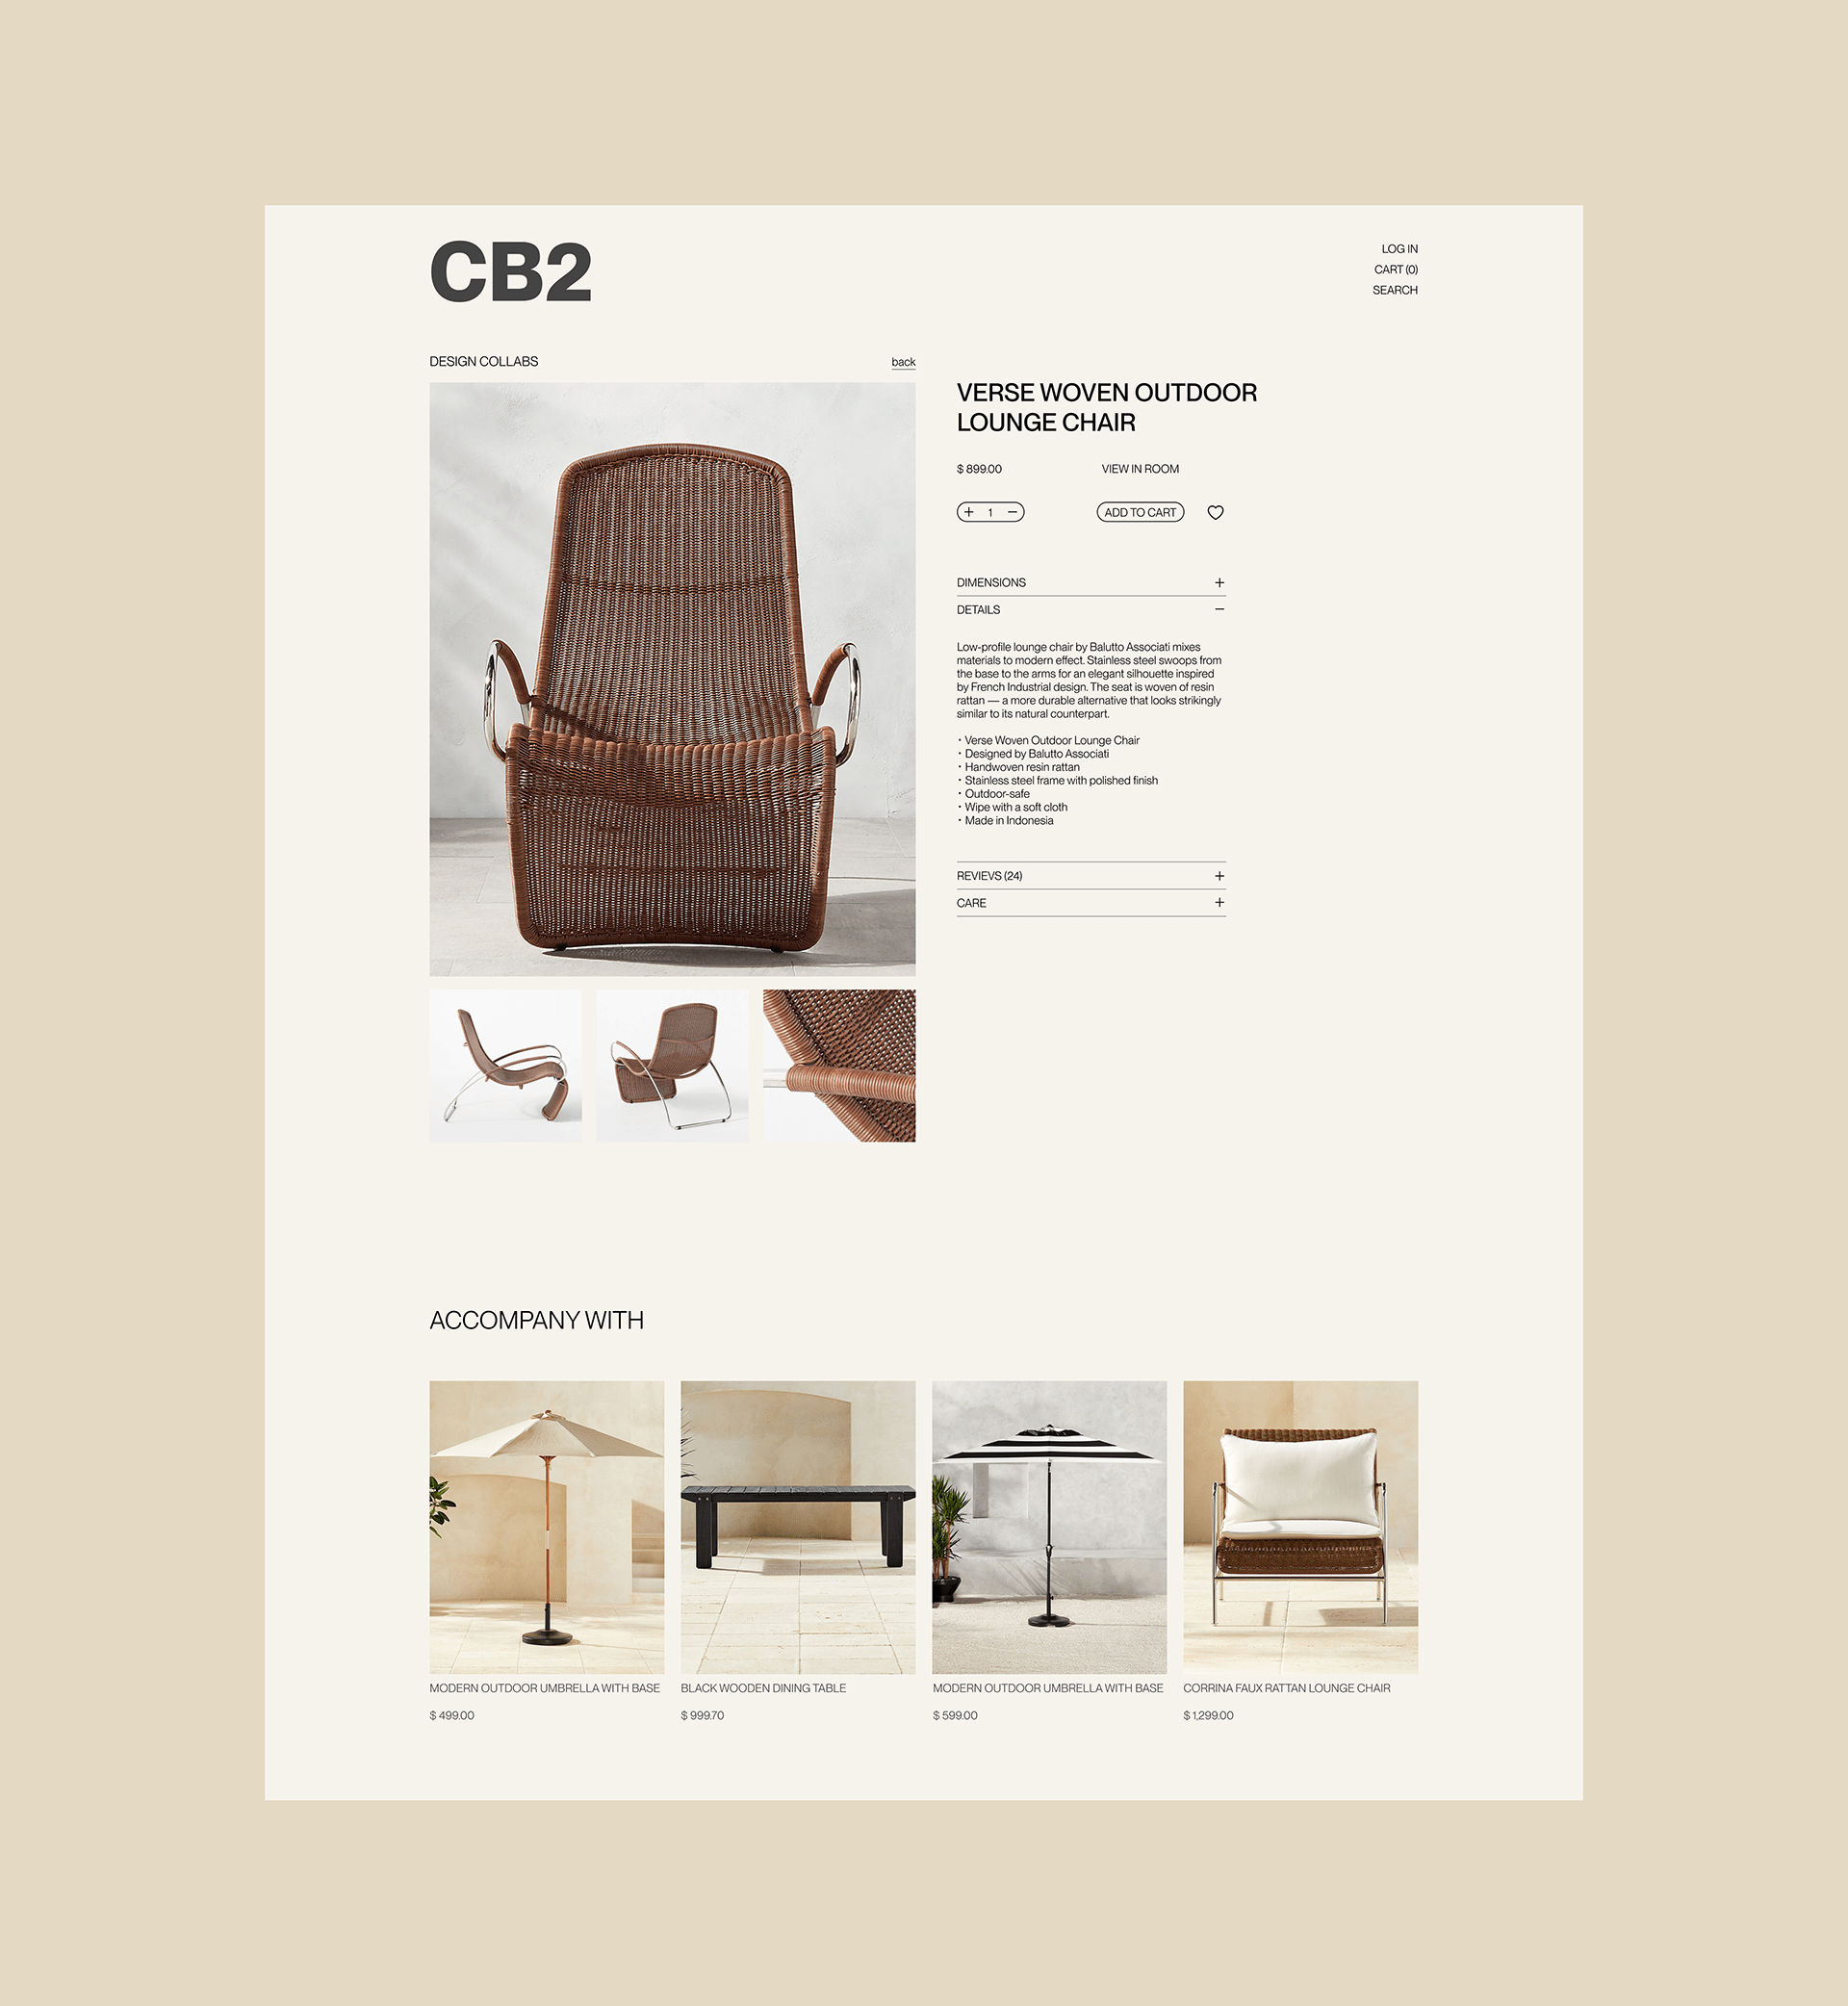 CB2
LOG IN
CART (0)
SEARCH
DESIGN COLLABS
back
VERSE WOVEN OUTDOOR
LOUNGE CHAIR
$ 899.00
VIEW IN ROOM
+ 1 −
ADD TO CART
DIMENSIONS +
DETAILS −
Low-profile lounge chair by Balutto Associati mixes
materials to modern effect. Stainless steel swoops from
the base to the arms for an elegant silhouette inspired
by French Industrial design. The seat is woven of resin
rattan — a more durable alternative that looks strikingly
similar to its natural counterpart.
• Verse Woven Outdoor Lounge Chair
• Designed by Balutto Associati
• Handwoven resin rattan
• Stainless steel frame with polished finish
• Outdoor-safe
• Wipe with a soft cloth
• Made in Indonesia
REVIEVS (24) +
CARE +
ACCOMPANY WITH
MODERN OUTDOOR UMBRELLA WITH BASE
$ 499.00
BLACK WOODEN DINING TABLE
$ 999.70
MODERN OUTDOOR UMBRELLA WITH BASE
$ 599.00
CORRINA FAUX RATTAN LOUNGE CHAIR
$ 1,299.00